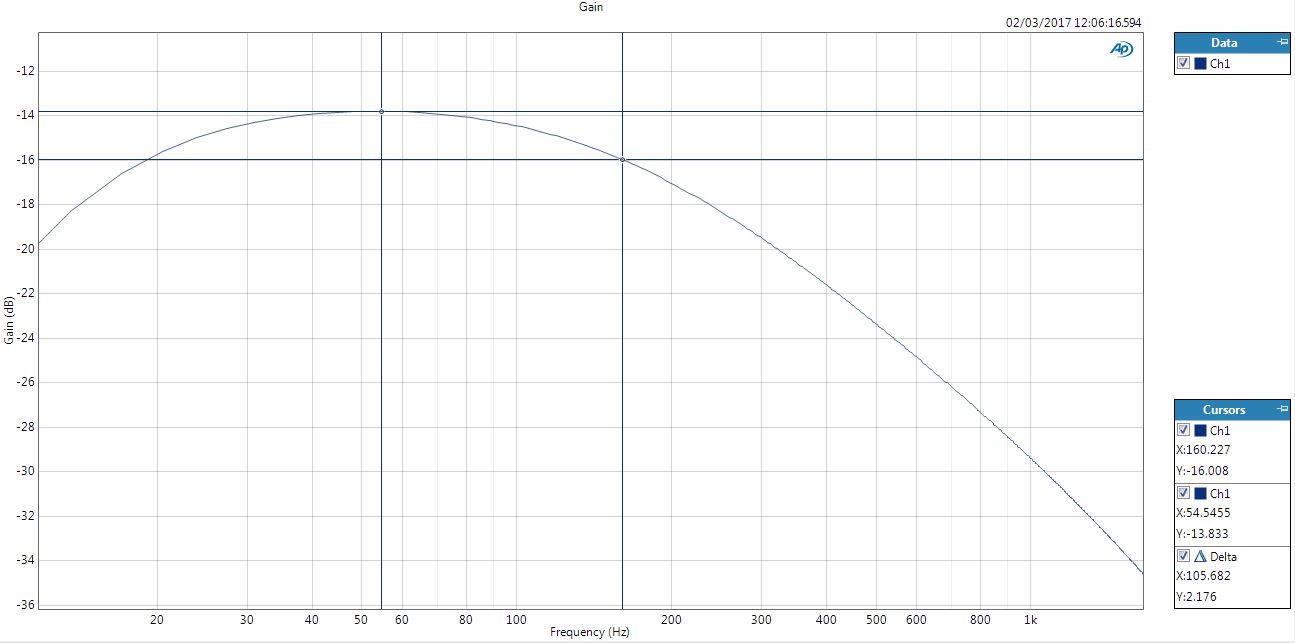 Gain
02/03/2017 12:06:16.594
AP
Data
Ch1
-12
-14
-16
-18
-20
-22
-24
-26
-28
-30
-32
-34
-36
Gain (dB)
20 30 40 50 60 80 100 200 300 400 500 600 800 1k
Frequency (Hz)
Cursors
Ch1
X:160.227
Y:-16.008
Ch1
X:54.5455
Y:-13.833
Delta
X:105.682
Y:2.176